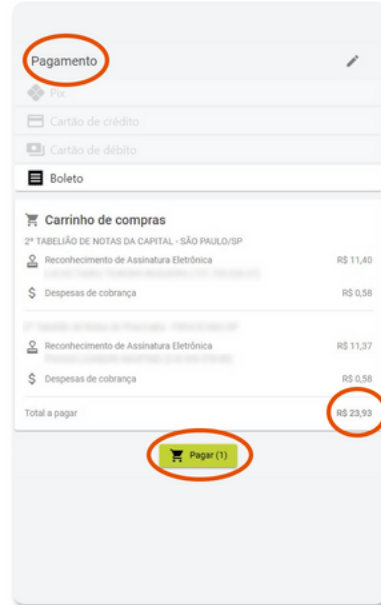 Pagamento
Pix
Cartão de crédito
Cartão de débito
Boleto
Carrinho de compras
2º TABELIÃO DE NOTAS DA CAPITAL - SÃO PAULO/SP
Reconhecimento de Assinatura Eletrônica R$ 11,40
$ Despesas de cobrança R$ 0,58
Reconhecimento de Assinatura Eletrônica R$ 11,37
$ Despesas de cobrança R$ 0,58
Total a pagar R$ 23,93
Pagar (1)